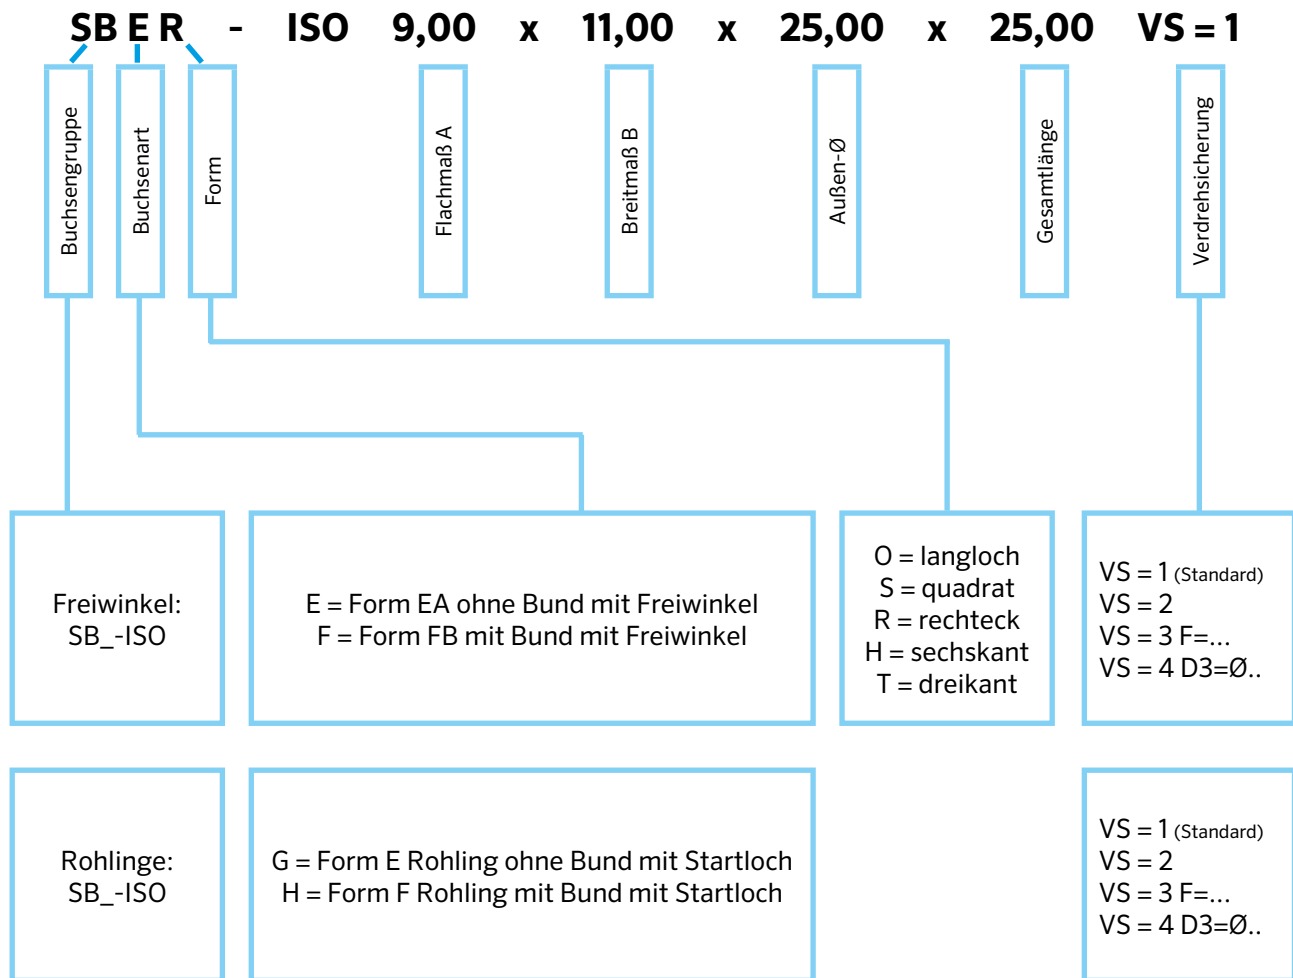 SBER - ISO 9,00 x 11,00 x 25,00 x 25,00 VS = 1
Buchsengruppe
Buchsenart
Form
Flachmaß A
Breitmaß B
Außen-Ø
Gesamtlänge
Verdrehsicherung
Freiwinkel:
SB_-ISO
E = Form EA ohne Bund mit Freiwinkel
F = Form FB mit Bund mit Freiwinkel
O = langloch
S = quadrat
R = rechteck
H = sechskant
T = dreikant
VS = 1 (Standard)
VS = 2
VS = 3 F=...
VS = 4 D3=Ø..
Rohlinge:
SB_-ISO
G = Form E Rohling ohne Bund mit Startloch
H = Form F Rohling mit Bund mit Startloch
VS = 1 (Standard)
VS = 2
VS = 3 F=...
VS = 4 D3=Ø..